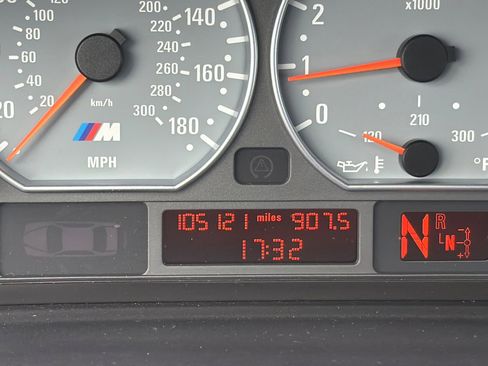 120 200 140
100 220
80 240 160
60 260
40 280
20 20 km/h 300 180
M
MPH
x1000
2
1
0
120 210 300
°F
105121 miles 907.5
17:32
N R
L N
+